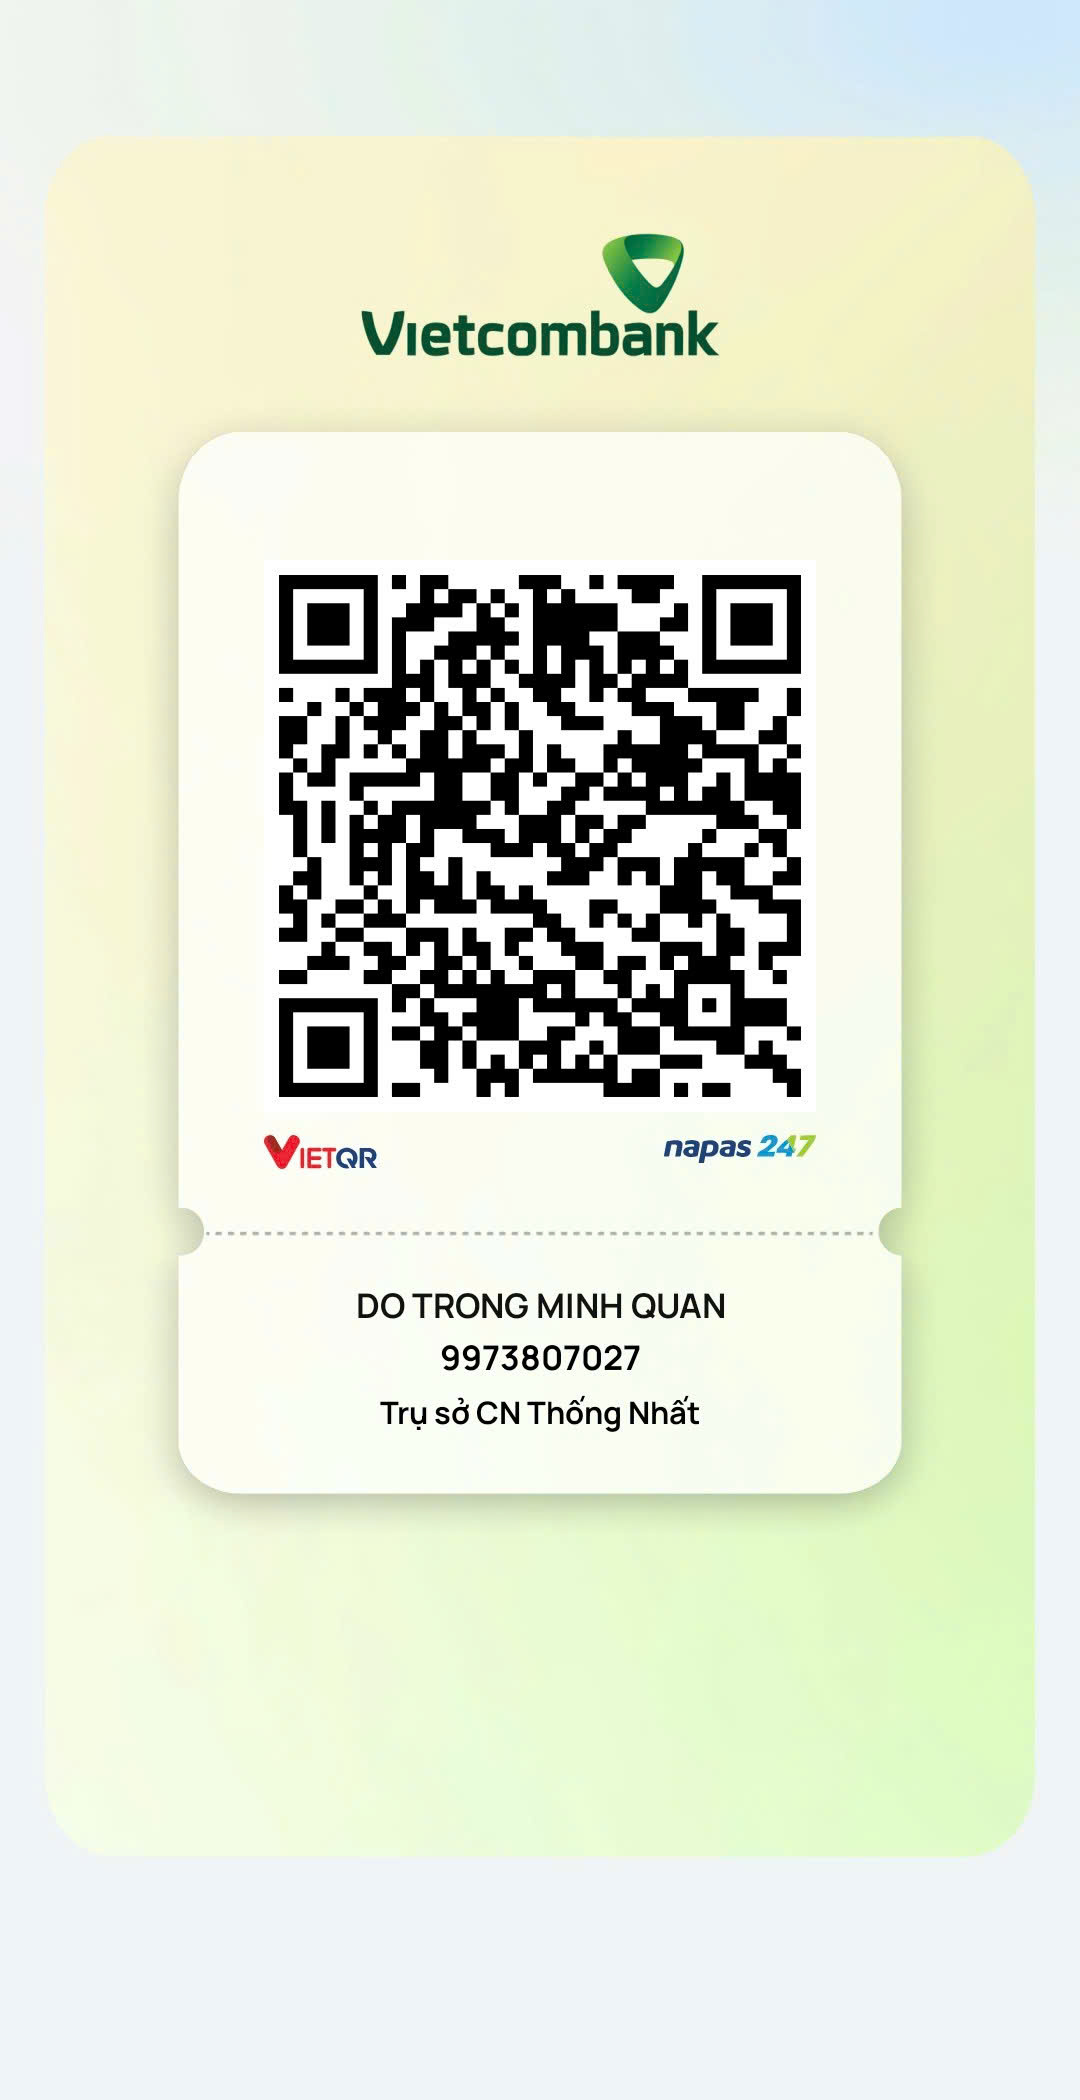 Vietcombank
VIETQR
napas 247
DO TRONG MINH QUAN
9973807027
Trụ sở CN Thống Nhất